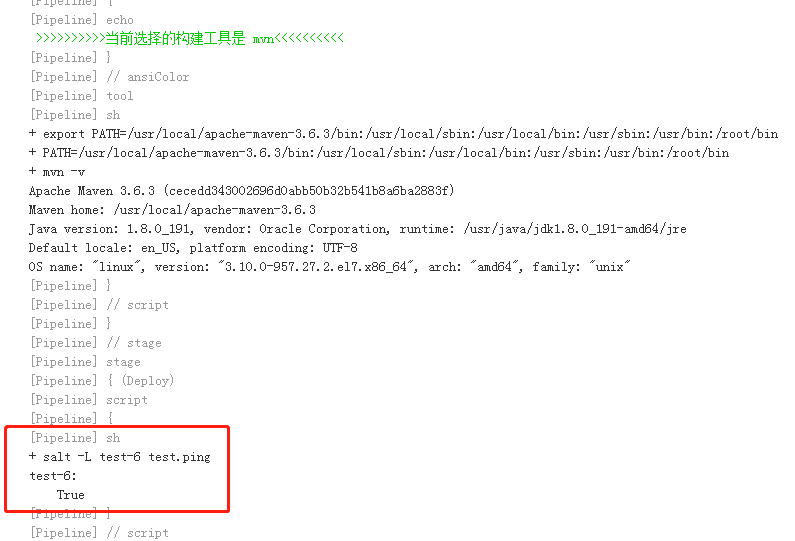 [Pipeline] {
[Pipeline] echo
>>>>>>>>>>当前选择的构建工具是 mvn<<<<<<<<<<
[Pipeline] }
[Pipeline] // ansiColor
[Pipeline] tool
[Pipeline] sh
+ export PATH=/usr/local/apache-maven-3.6.3/bin:/usr/local/sbin:/usr/local/bin:/usr/sbin:/usr/bin:/root/bin
+ PATH=/usr/local/apache-maven-3.6.3/bin:/usr/local/sbin:/usr/local/bin:/usr/sbin:/usr/bin:/root/bin
+ mvn -v
Apache Maven 3.6.3 (cecedd343002696d0abb50b32b541b8a6ba2883f)
Maven home: /usr/local/apache-maven-3.6.3
Java version: 1.8.0_191, vendor: Oracle Corporation, runtime: /usr/java/jdk1.8.0_191-amd64/jre
Default locale: en_US, platform encoding: UTF-8
OS name: "linux", version: "3.10.0-957.27.2.el7.x86_64", arch: "amd64", family: "unix"
[Pipeline] }
[Pipeline] // script
[Pipeline] }
[Pipeline] // stage
[Pipeline] stage
[Pipeline] { (Deploy)
[Pipeline] script
[Pipeline] {
[Pipeline] sh
+ salt -L test-6 test.ping
test-6:
True
[Pipeline] }
[Pipeline] // script